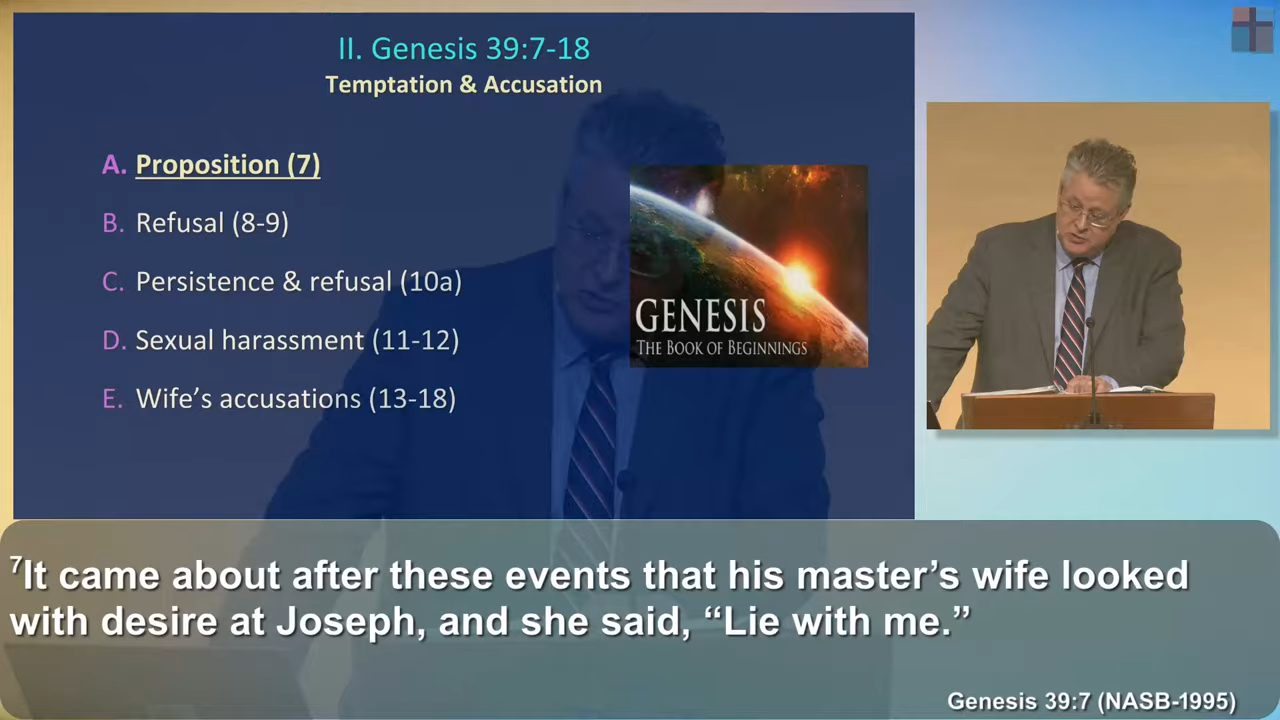 II. Genesis 39:7-18
Temptation & Accusation
A. Proposition (7)
B. Refusal (8-9)
C. Persistence & refusal (10a)
D. Sexual harassment (11-12)
E. Wife’s accusations (13-18)
GENESIS
THE BOOK OF BEGINNINGS
⁷It came about after these events that his master’s wife looked
with desire at Joseph, and she said, “Lie with me.”
Genesis 39:7 (NASB-1995)